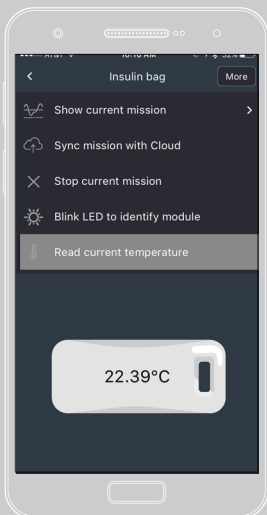 Insulin bag
More
Show current mission
Sync mission with Cloud
Stop current mission
Blink LED to identify module
Read current temperature
22.39°C